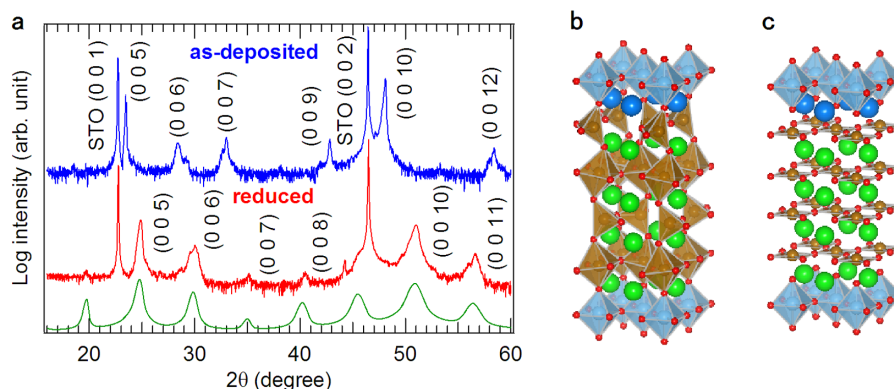 a
b
c
Log intensity (arb. unit)
as-deposited
STO (0 0 1)
(0 0 5)
(0 0 6)
(0 0 7)
(0 0 9)
STO (0 0 2)
(0 0 10)
(0 0 12)
reduced
(0 0 5)
(0 0 6)
(0 0 7)
(0 0 8)
(0 0 10)
(0 0 11)
20 30 40 50 60
2θ (degree)